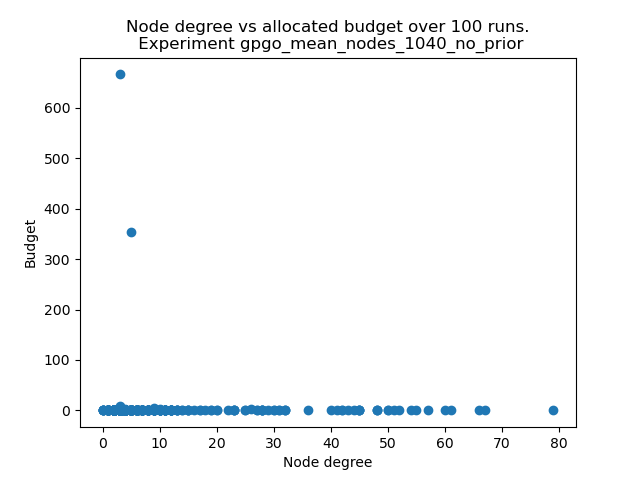 Node degree vs allocated budget over 100 runs.
Experiment gpgo_mean_nodes_1040_no_prior
600
500
400
300
200
100
0
Budget
0 10 20 30 40 50 60 70 80
Node degree